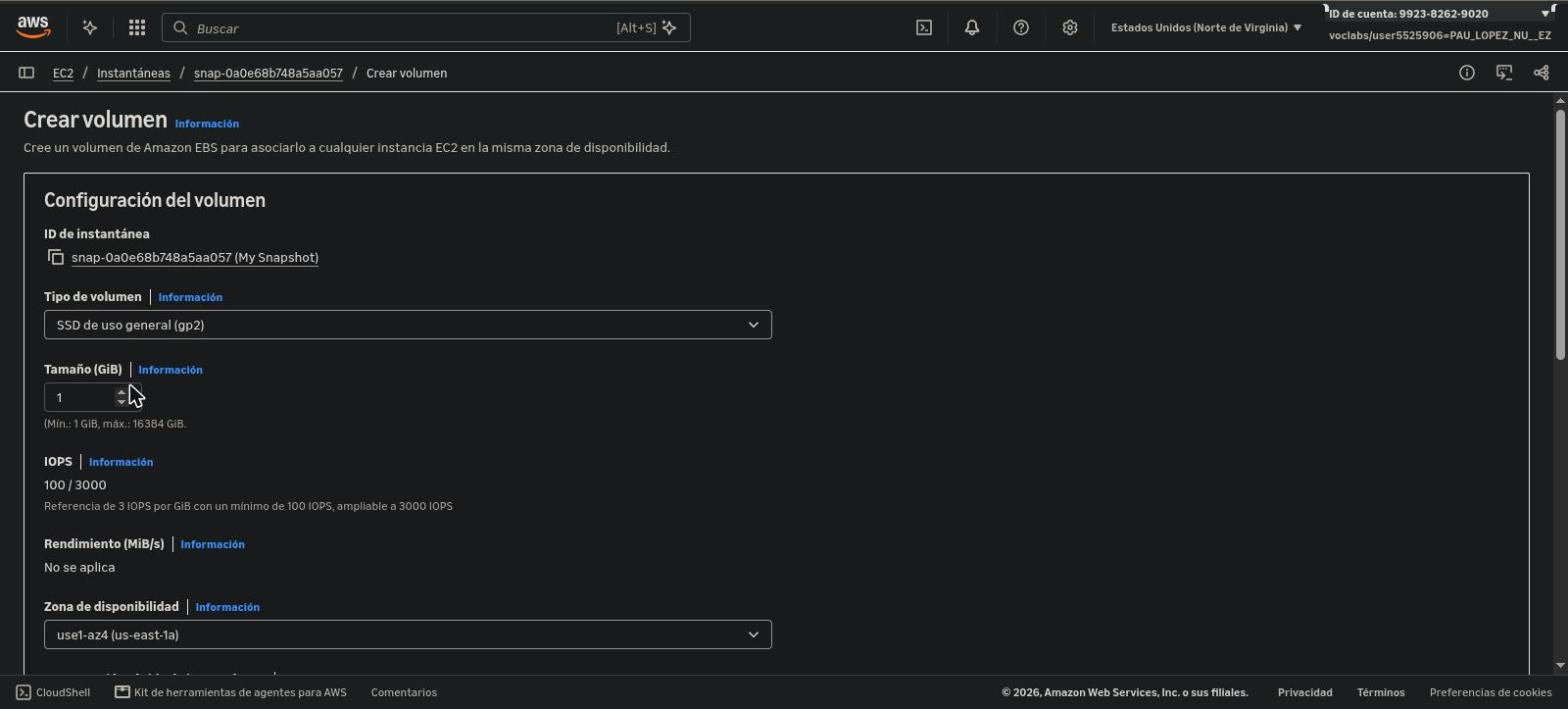 aws
Buscar [Alt+S]
Estados Unidos (Norte de Virginia)
ID de cuenta: 9923-8262-9020
voclabs/user5525906=PAU_LOPEZ_NU__EZ
EC2 / Instantáneas / snap-0a0e68b748a5aa057 / Crear volumen
Crear volumen Información
Cree un volumen de Amazon EBS para asociarlo a cualquier instancia EC2 en la misma zona de disponibilidad.
Configuración del volumen
ID de instantánea
snap-0a0e68b748a5aa057 (My Snapshot)
Tipo de volumen | Información
SSD de uso general (gp2)
Tamaño (GiB) | Información
1
(Mín.: 1 GiB, máx.: 16384 GiB.
IOPS | Información
100 / 3000
Referencia de 3 IOPS por GiB con un mínimo de 100 IOPS, ampliable a 3000 IOPS
Rendimiento (MiB/s) | Información
No se aplica
Zona de disponibilidad | Información
use1-az4 (us-east-1a)
CloudShell Kit de herramientas de agentes para AWS Comentarios © 2026, Amazon Web Services, Inc. o sus filiales. Privacidad Términos Preferencias de cookies